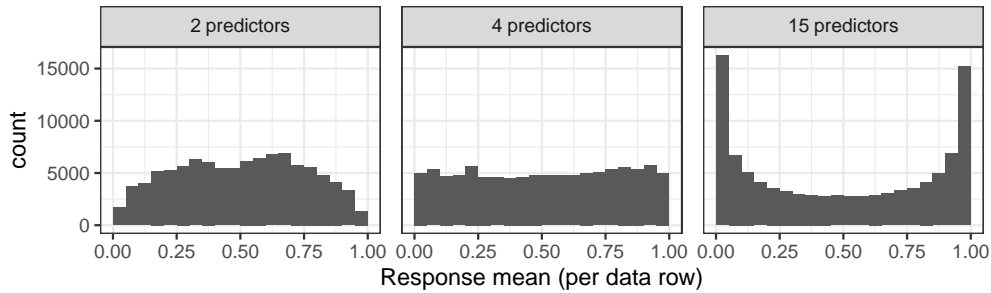 2 predictors 4 predictors 15 predictors
15000
10000
5000
0
count
0.00 0.25 0.50 0.75 1.00 0.00 0.25 0.50 0.75 1.00 0.00 0.25 0.50 0.75 1.00
Response mean (per data row)